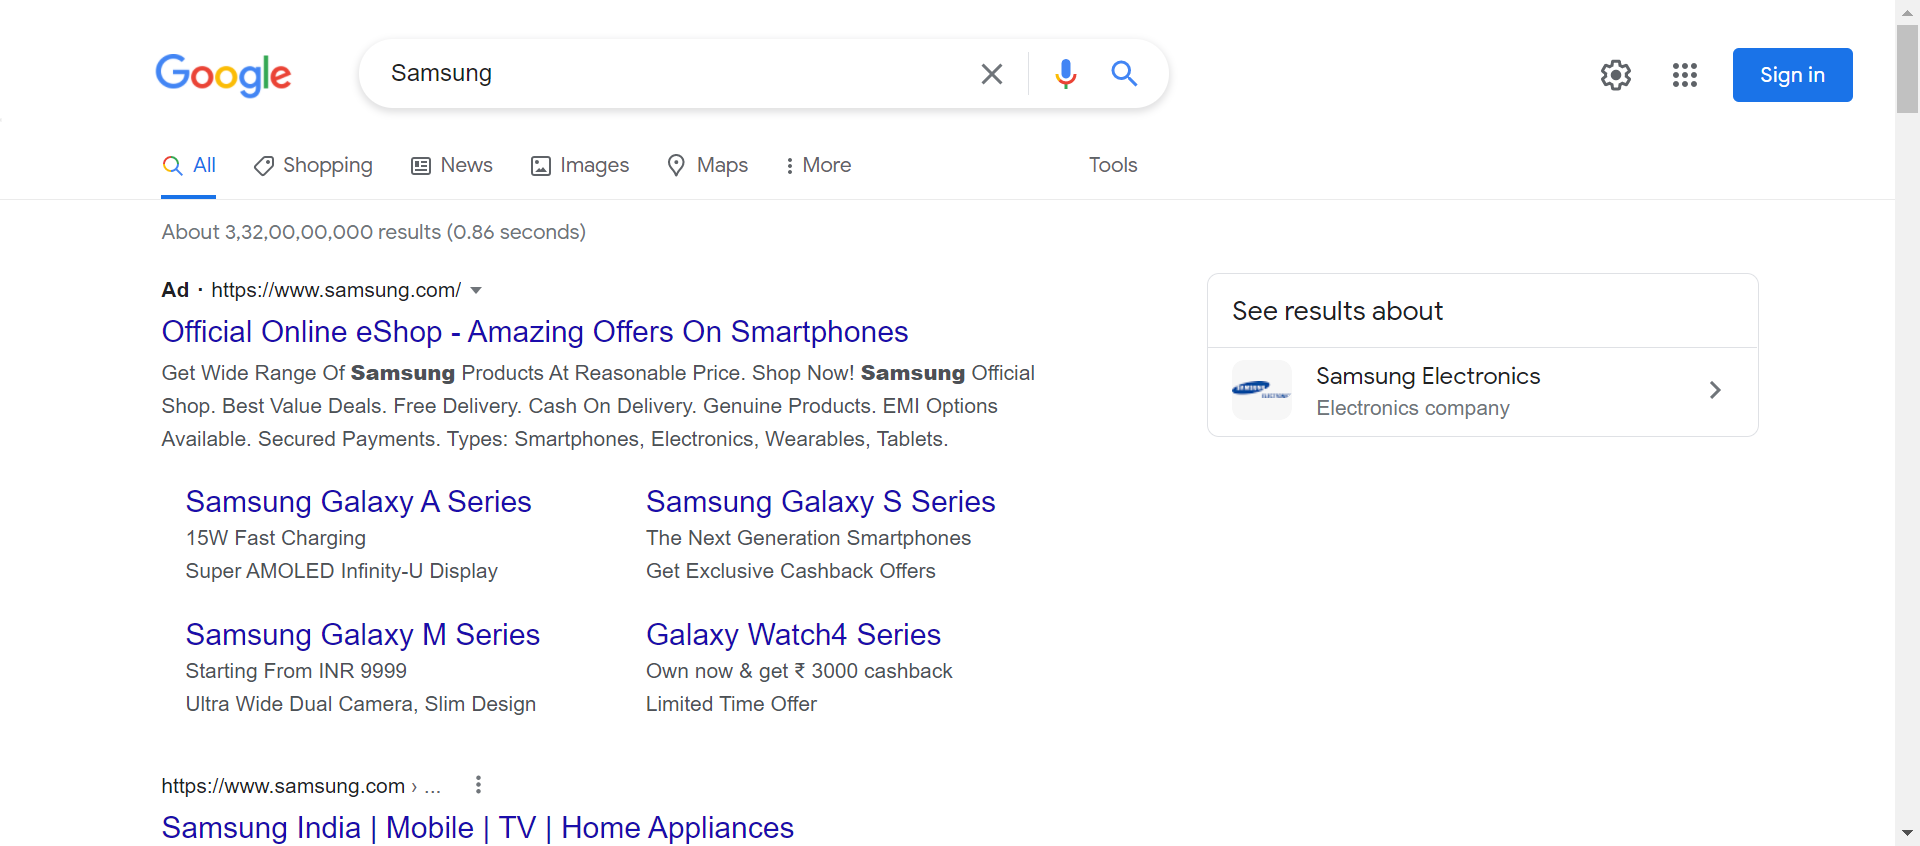 Google
Samsung
Sign in
All
Shopping
News
Images
Maps
More
Tools
About 3,32,00,00,000 results (0.86 seconds)
Ad · https://www.samsung.com/
Official Online eShop - Amazing Offers On Smartphones
Get Wide Range Of Samsung Products At Reasonable Price. Shop Now! Samsung Official
Shop. Best Value Deals. Free Delivery. Cash On Delivery. Genuine Products. EMI Options
Available. Secured Payments. Types: Smartphones, Electronics, Wearables, Tablets.
Samsung Galaxy A Series
15W Fast Charging
Super AMOLED Infinity-U Display
Samsung Galaxy S Series
The Next Generation Smartphones
Get Exclusive Cashback Offers
Samsung Galaxy M Series
Starting From INR 9999
Ultra Wide Dual Camera, Slim Design
Galaxy Watch4 Series
Own now & get ₹ 3000 cashback
Limited Time Offer
https://www.samsung.com › ...
Samsung India | Mobile | TV | Home Appliances
See results about
SAMSUNG
ELECTRONICS
Samsung Electronics
Electronics company